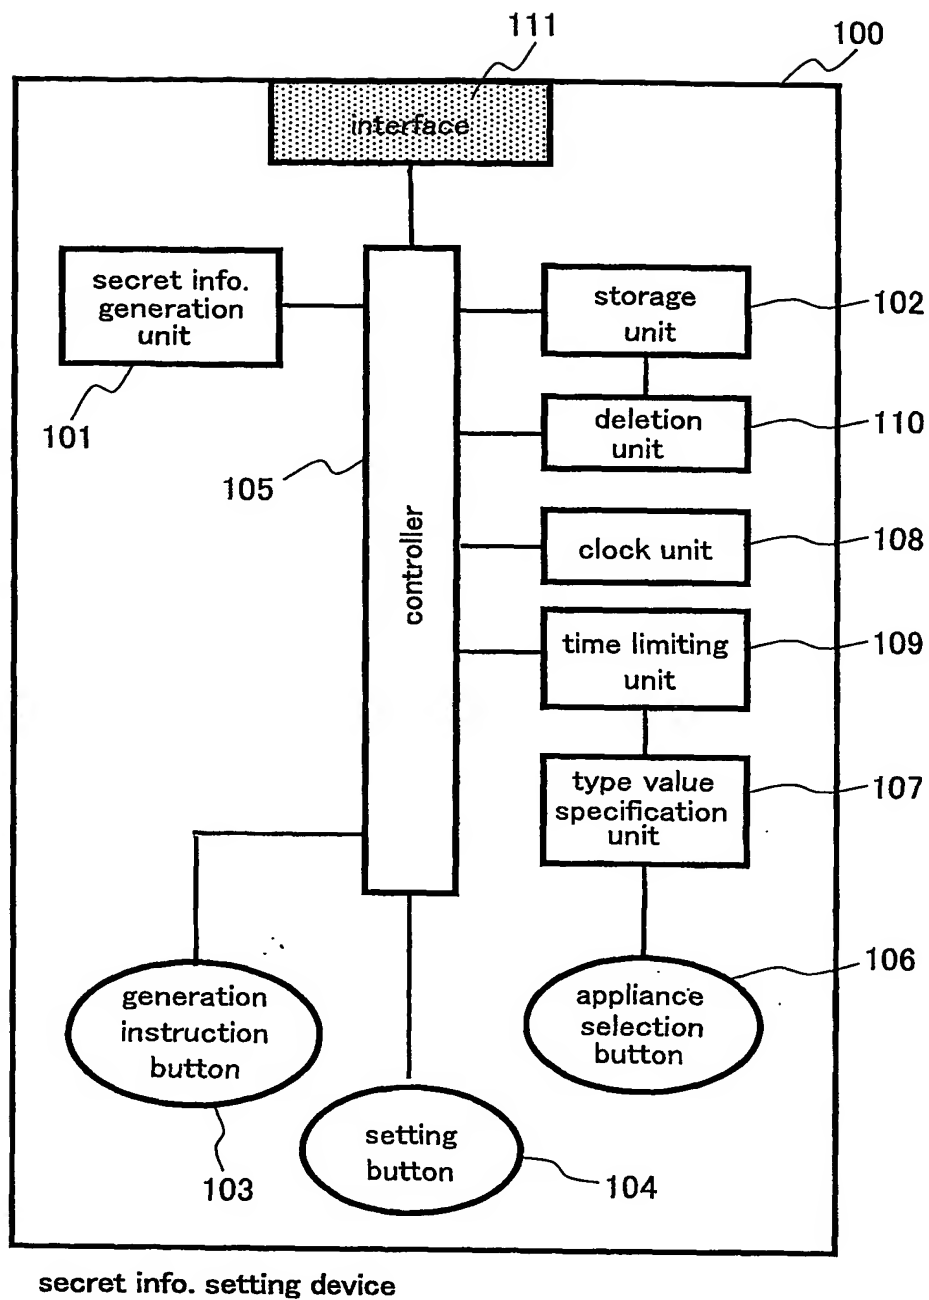 111
100
interface
secret info.
generation
unit
101
105
controller
storage
unit
102
deletion
unit
110
clock unit
108
time limiting
unit
109
type value
specification
unit
107
generation
instruction
button
103
setting
button
104
appliance
selection
button
106
secret info. setting device